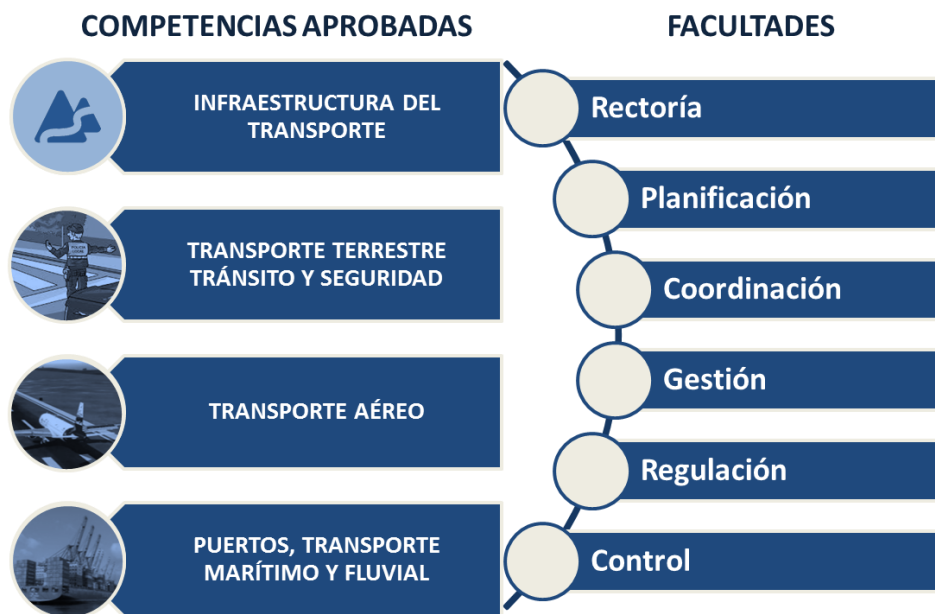 COMPETENCIAS APROBADAS
INFRAESTRUCTURA DEL
TRANSPORTE
TRANSPORTE TERRESTRE
TRÁNSITO Y SEGURIDAD
TRANSPORTE AÉREO
PUERTOS, TRANSPORTE
MARÍTIMO Y FLUVIAL
FACULTADES
Rectoría
Planificación
Coordinación
Gestión
Regulación
Control